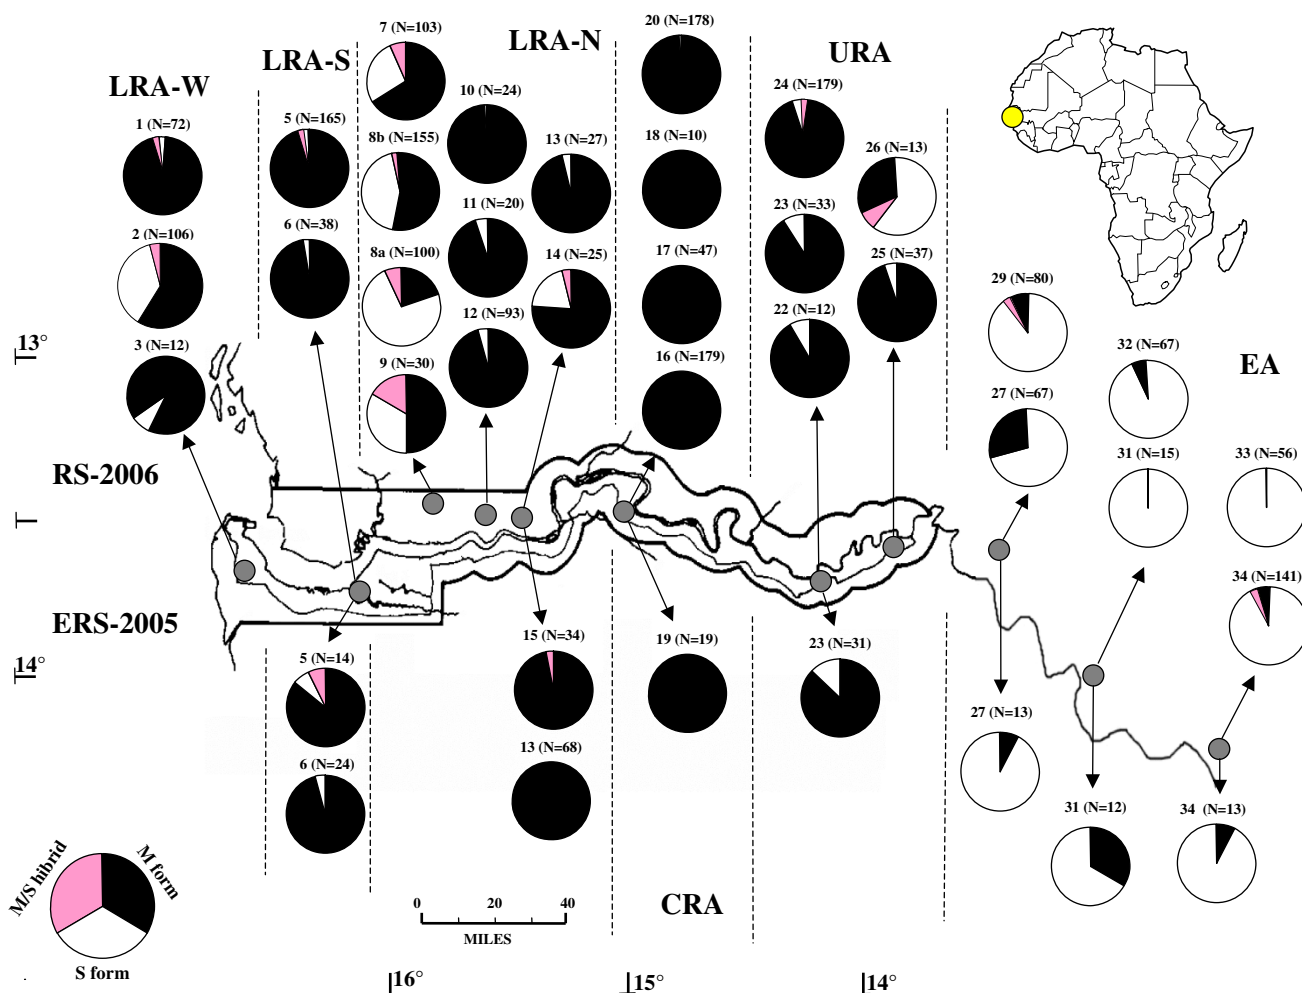 20 (N=178)
7 (N=103)
LRA-N
URA
LRA-S
LRA-W
24 (N=179)
10 (N=24)
1 (N=72)
5 (N=165)
8b (N=155)
13 (N=27)
18 (N=10)
26 (N=13)
11 (N=20)
23 (N=33)
2 (N=106)
6 (N=38)
8a (N=100)
14 (N=25)
17 (N=47)
25 (N=37)
29 (N=80)
12 (N=93)
22 (N=12)
13°
3 (N=12)
9 (N=30)
16 (N=179)
32 (N=67)
EA
27 (N=67)
31 (N=15)
33 (N=56)
RS-2006
34 (N=141)
ERS-2005
15 (N=34)
19 (N=19)
23 (N=31)
5 (N=14)
14°
27 (N=13)
13 (N=68)
6 (N=24)
31 (N=12)
34 (N=13)
M/S hibrid
M form
S form
0 20 40
MILES
CRA
16°
15°
14°